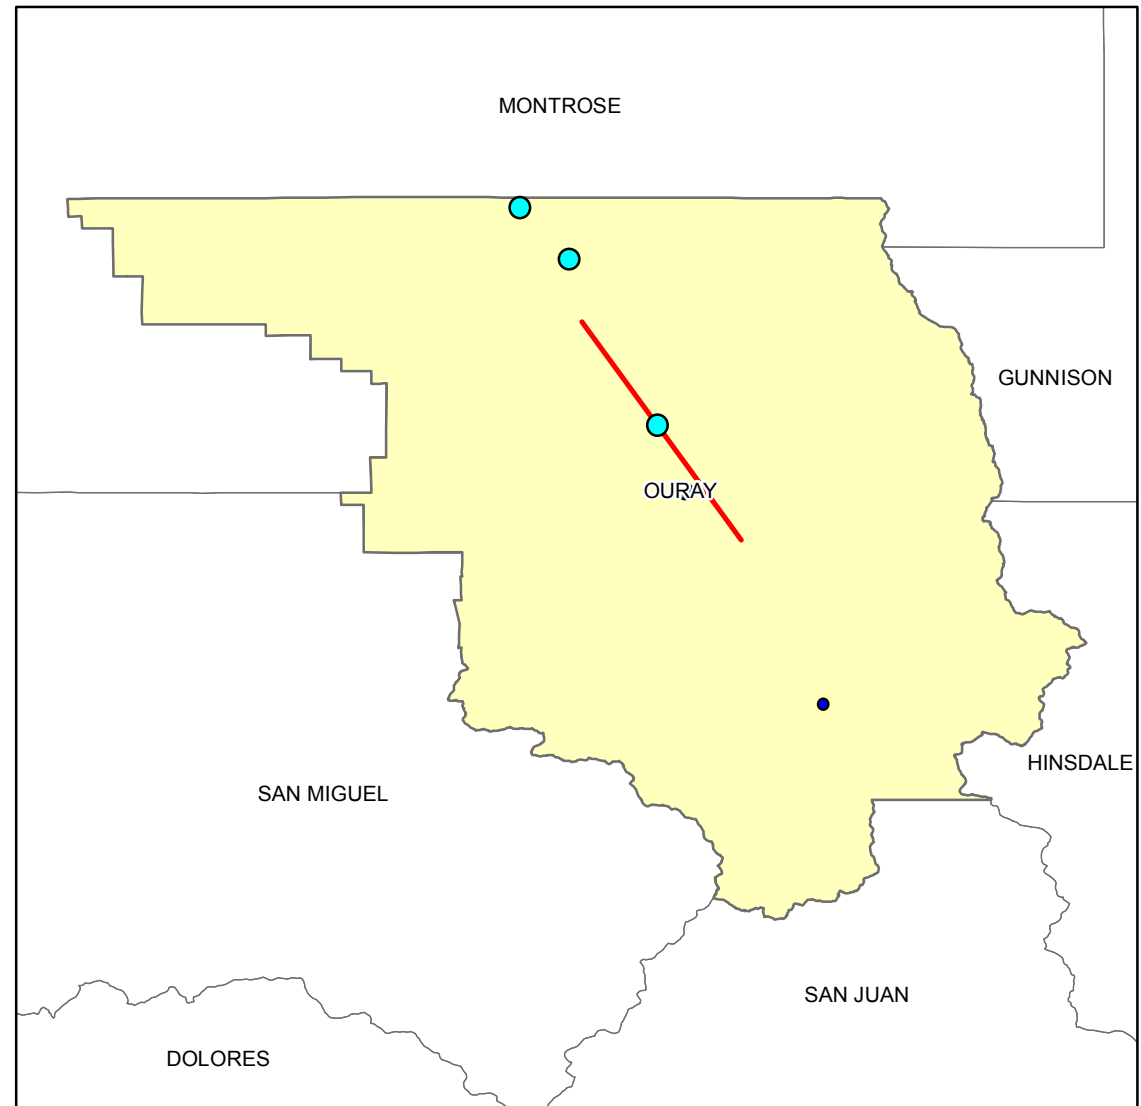 MONTROSE
GUNNISON
OURAY
HINSDALE
SAN MIGUEL
SAN JUAN
DOLORES